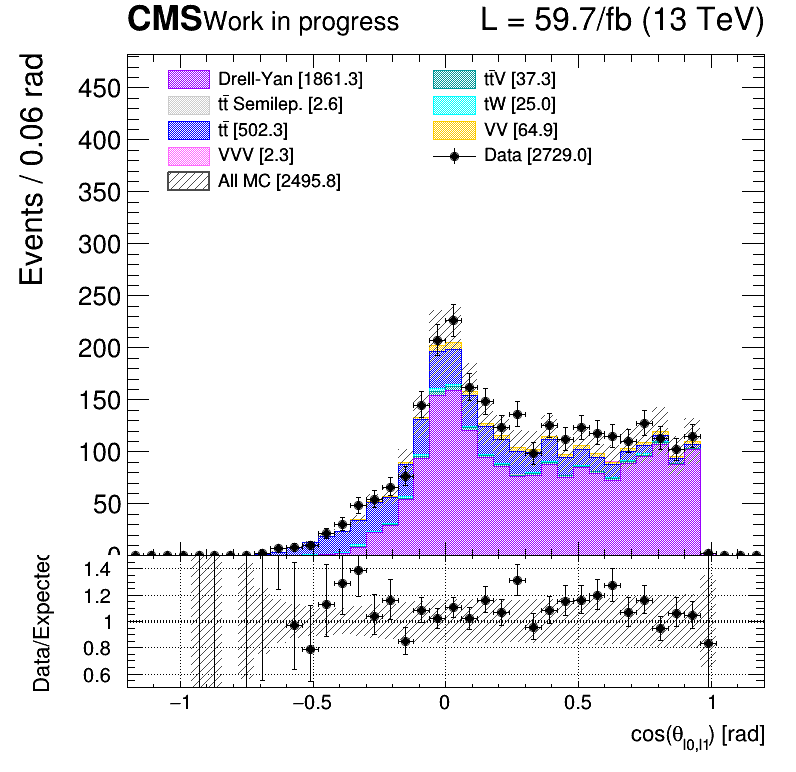 CMS Work in progress L = 59.7/fb (13 TeV)
Drell-Yan [1861.3] tt̄V [37.3]
tt̄ Semilep. [2.6] tW [25.0]
tt̄ [502.3] VV [64.9]
VVV [2.3] Data [2729.0]
All MC [2495.8]
Events / 0.06 rad
450
400
350
300
250
200
150
100
50
0
Data/Expected
1.4
1.2
1
0.8
0.6
−1 −0.5 0 0.5 1
cos(θl0,l1) [rad]